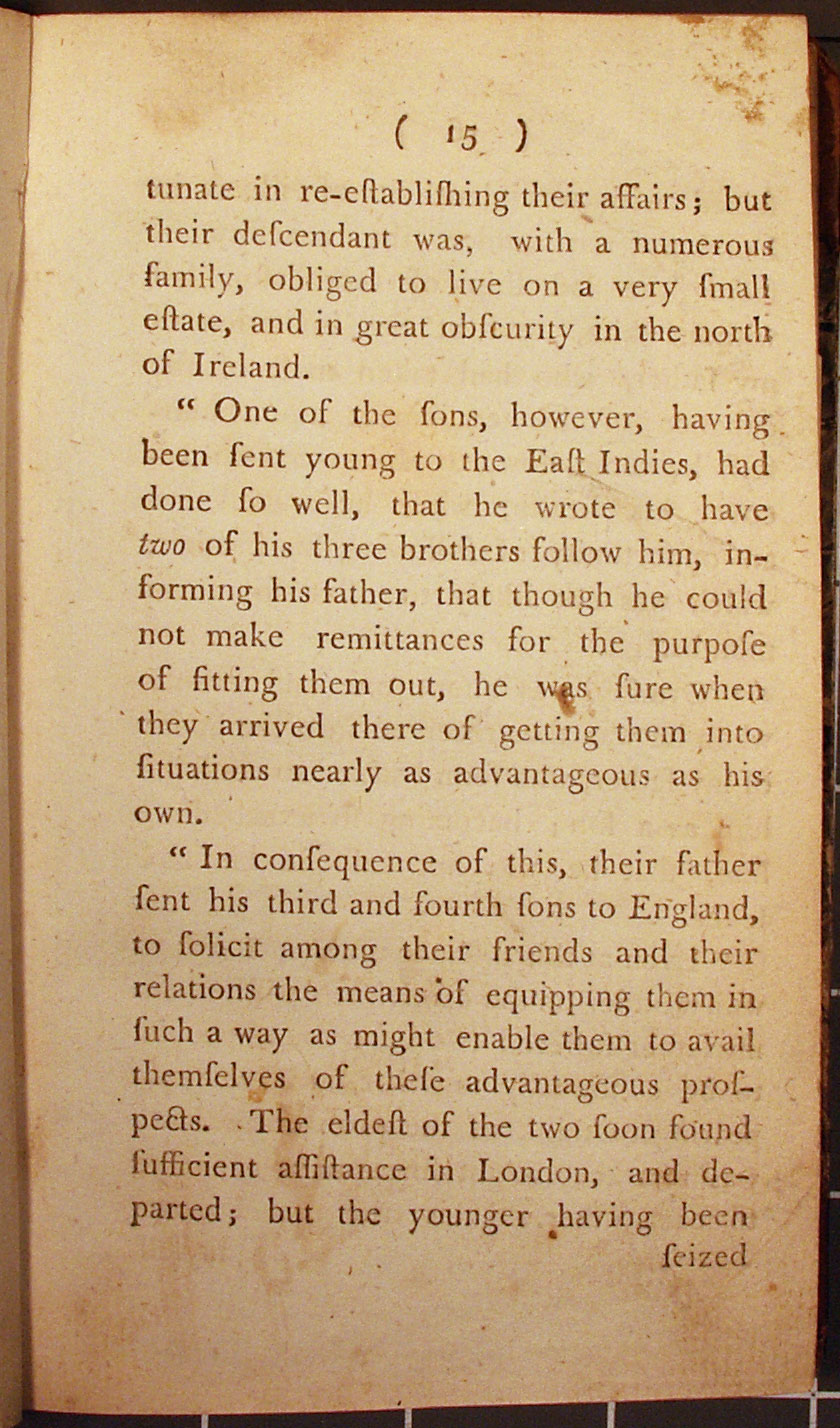 ( 15 )
tunate in re-eſtabliſhing their affairs; but
their deſcendant was, with a numerous
family, obliged to live on a very ſmall
eſtate, and in great obſcurity in the north
of Ireland.
“ One of the ſons, however, having
been ſent young to the Eaſt Indies, had
done ſo well, that he wrote to have
two of his three brothers follow him, in-
forming his father, that though he could
not make remittances for the purpoſe
of fitting them out, he was ſure when
they arrived there of getting them into
ſituations nearly as advantageous as his
own.
“ In conſequence of this, their father
ſent his third and fourth ſons to England,
to ſolicit among their friends and their
relations the means of equipping them in
ſuch a way as might enable them to avail
themſelves of theſe advantageous proſ-
pects. The eldeſt of the two ſoon found
ſufficient aſſiſtance in London, and de-
parted; but the younger having been
ſeized